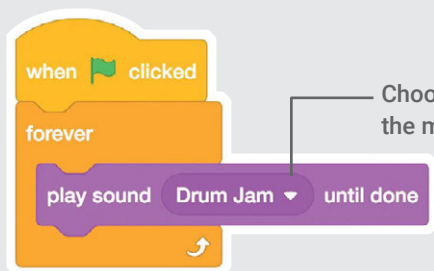 when clicked
forever
Choo
the m
play sound Drum Jam until done